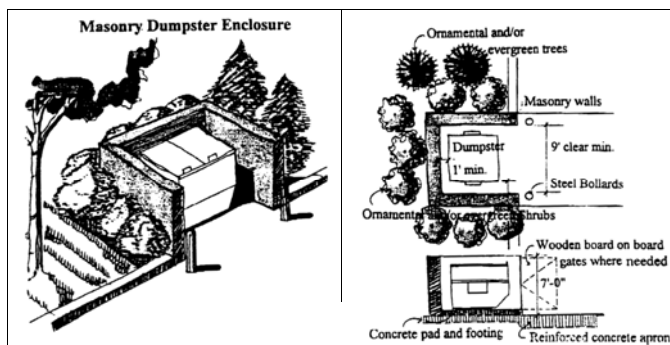 Masonry Dumpster Enclosure
Ornamental and/or
evergreen trees
Masonry walls
Dumpster
1' min.
9' clear min.
Steel Bollards
Ornamental and/or evergreen Shrubs
Wooden board on board
gates where needed
7'-0"
Concrete pad and footing
Reinforced concrete apron